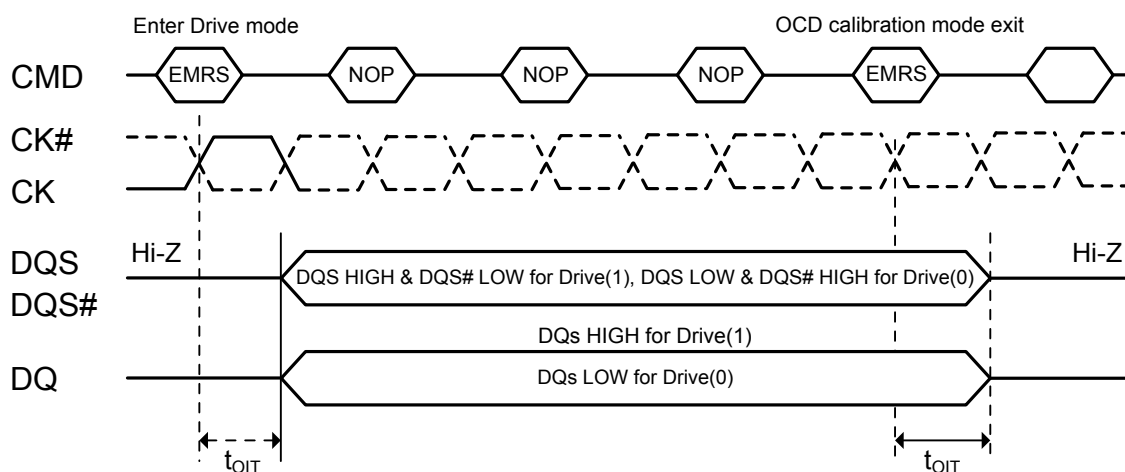 Enter Drive mode
OCD calibration mode exit
CMD
EMRS
NOP
NOP
NOP
EMRS
CK#
CK
DQS
DQS#
Hi-Z
DQS HIGH & DQS# LOW for Drive(1), DQS LOW & DQS# HIGH for Drive(0)
Hi-Z
DQs HIGH for Drive(1)
DQ
DQs LOW for Drive(0)
tOIT
tOIT